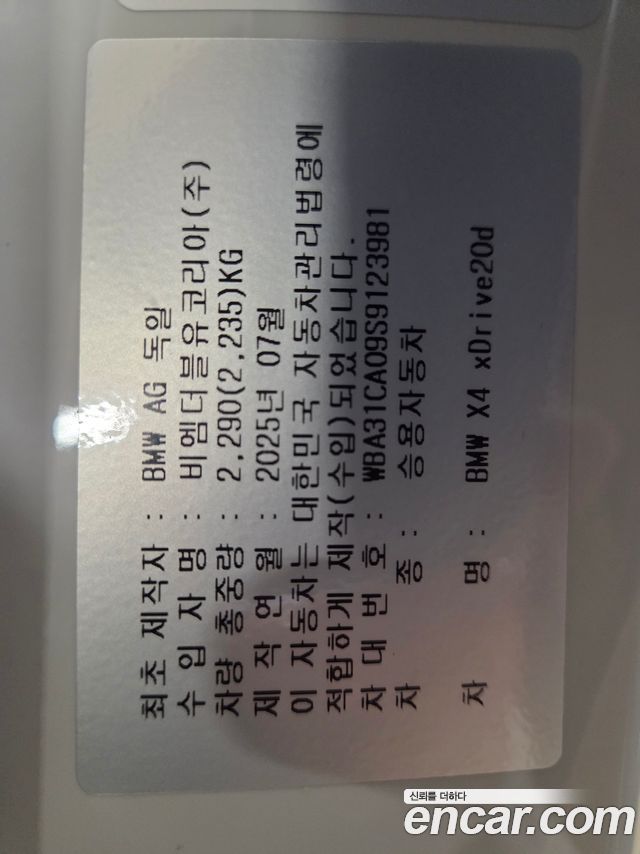 최초 제작자 : BMW AG 독일
수 입 자 명 : 비엠더블유코리아(주)
차량 총중량 : 2,290(2,235)KG
제 작 연 월 : 2025년 07월
이 자동차는 대한민국 자동차관리법령에
적합하게 제작(수입)되었습니다.
차 대 번 호 : WBA31CA09S9123981
차 종 : 승용자동차
차 명 : BMW X4 xDrive20d
신뢰를 더하다
encar.com